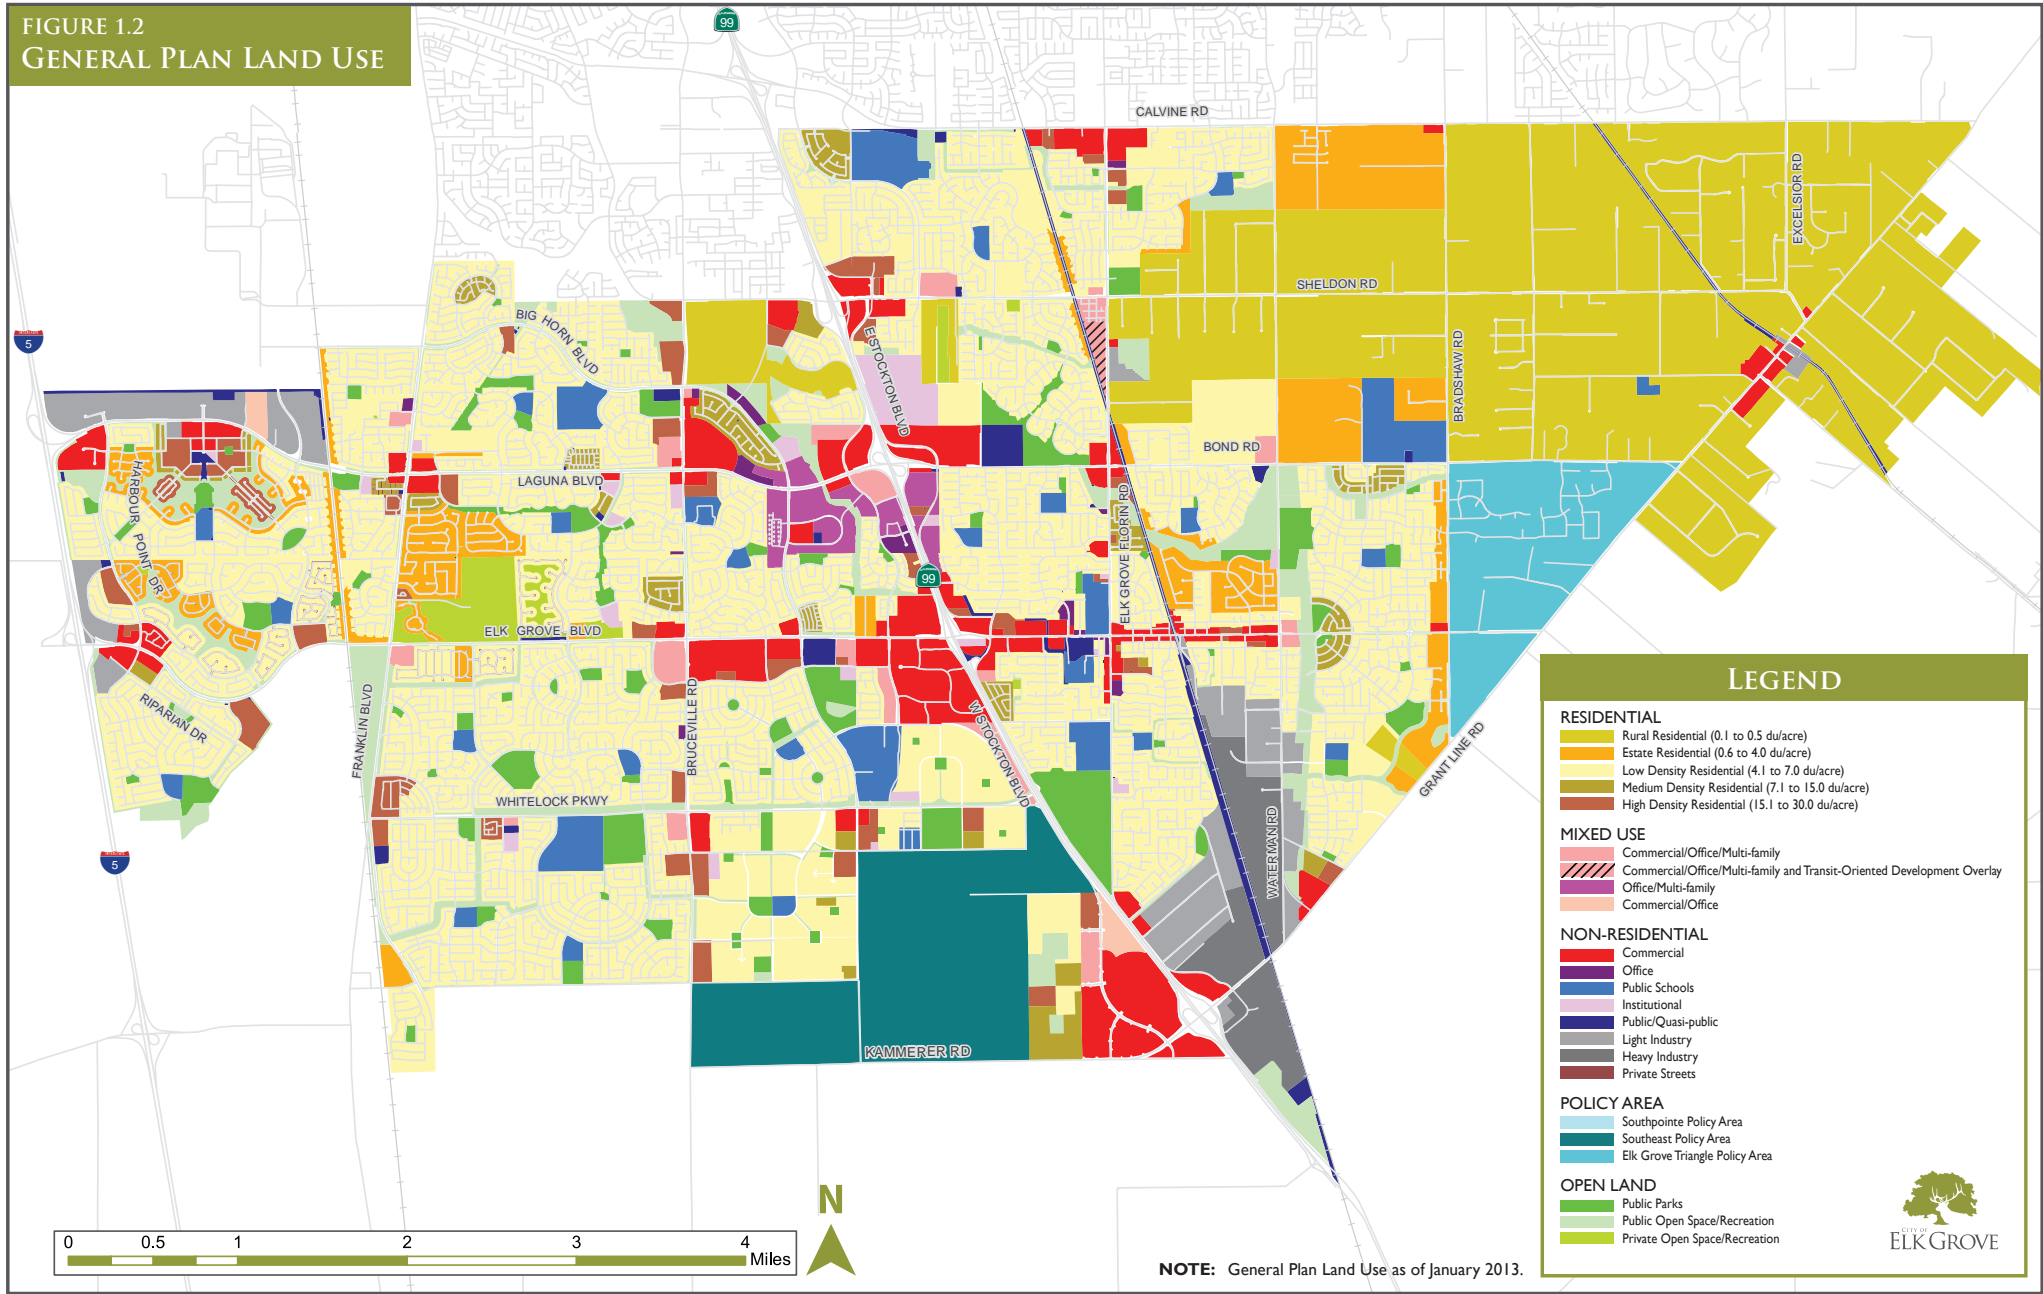 FIGURE 1.2
GENERAL PLAN LAND USE
99
CALVINE RD
EXCELSIOR RD
SHELDON RD
BIG HORN BLVD
E STOCKTON BLVD
BRADSHAW RD
5
BOND RD
LAGUNA BLVD
HARBOUR POINT DR
ELK GROVE FLORIN RD
99
ELK GROVE BLVD
RIPARIAN DR
FRANKLIN BLVD
BRUCEVILLE RD
W STOCKTON BLVD
GRANT LINE RD
WHITELOCK PKWY
WATERMAN RD
5
KAMMERER RD
LEGEND
RESIDENTIAL
Rural Residential (0.1 to 0.5 du/acre)
Estate Residential (0.6 to 4.0 du/acre)
Low Density Residential (4.1 to 7.0 du/acre)
Medium Density Residential (7.1 to 15.0 du/acre)
High Density Residential (15.1 to 30.0 du/acre)
MIXED USE
Commercial/Office/Multi-family
Commercial/Office/Multi-family and Transit-Oriented Development Overlay
Office/Multi-family
Commercial/Office
NON-RESIDENTIAL
Commercial
Office
Public Schools
Institutional
Public/Quasi-public
Light Industry
Heavy Industry
Private Streets
POLICY AREA
Southpointe Policy Area
Southeast Policy Area
Elk Grove Triangle Policy Area
OPEN LAND
Public Parks
Public Open Space/Recreation
Private Open Space/Recreation
CITY OF
ELK GROVE
N
0 0.5 1 2 3 4
Miles
NOTE: General Plan Land Use as of January 2013.